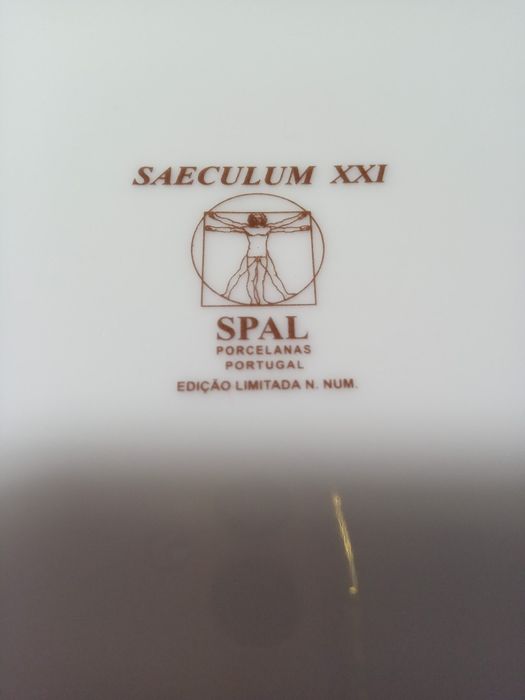 SAECULUM XXI
SPAL
PORCELANAS
PORTUGAL
EDIÇÃO LIMITADA N. NUM.